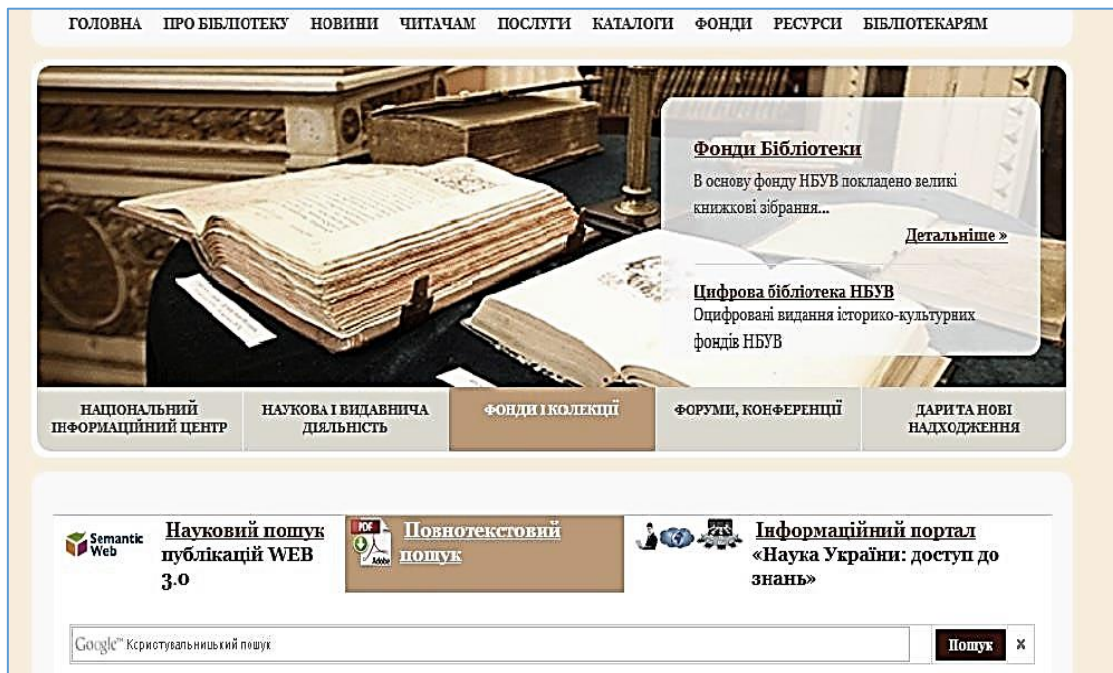 ГОЛОВНА ПРО БІБЛІОТЕКУ НОВИНИ ЧИТАЧАМ ПОСЛУГИ КАТАЛОГИ ФОНДИ РЕСУРСИ БІБЛІОТЕКАРЯМ
Фонди Бібліотеки
В основу фонду НБУВ покладено великі
книжкові зібрання...
Детальніше »
Цифрова бібліотека НБУВ
Оцифровані видання історико-культурних
фондів НБУВ
НАЦІОНАЛЬНИЙ
ІНФОРМАЦІЙНИЙ ЦЕНТР
НАУКОВА І ВИДАВНИЧА
ДІЯЛЬНІСТЬ
ФОНДИ І КОЛЕКЦІЇ
ФОРУМИ, КОНФЕРЕНЦІЇ
ДАРИ ТА НОВІ
НАДХОДЖЕННЯ
Semantic
Web
Науковий пошук
публікацій WEB
3.0
PDF
Adobe
Повнотекстовий
пошук
Інформаційний портал
«Наука України: доступ до
знань»
Google™ Користувальницький пошук
Пошук x